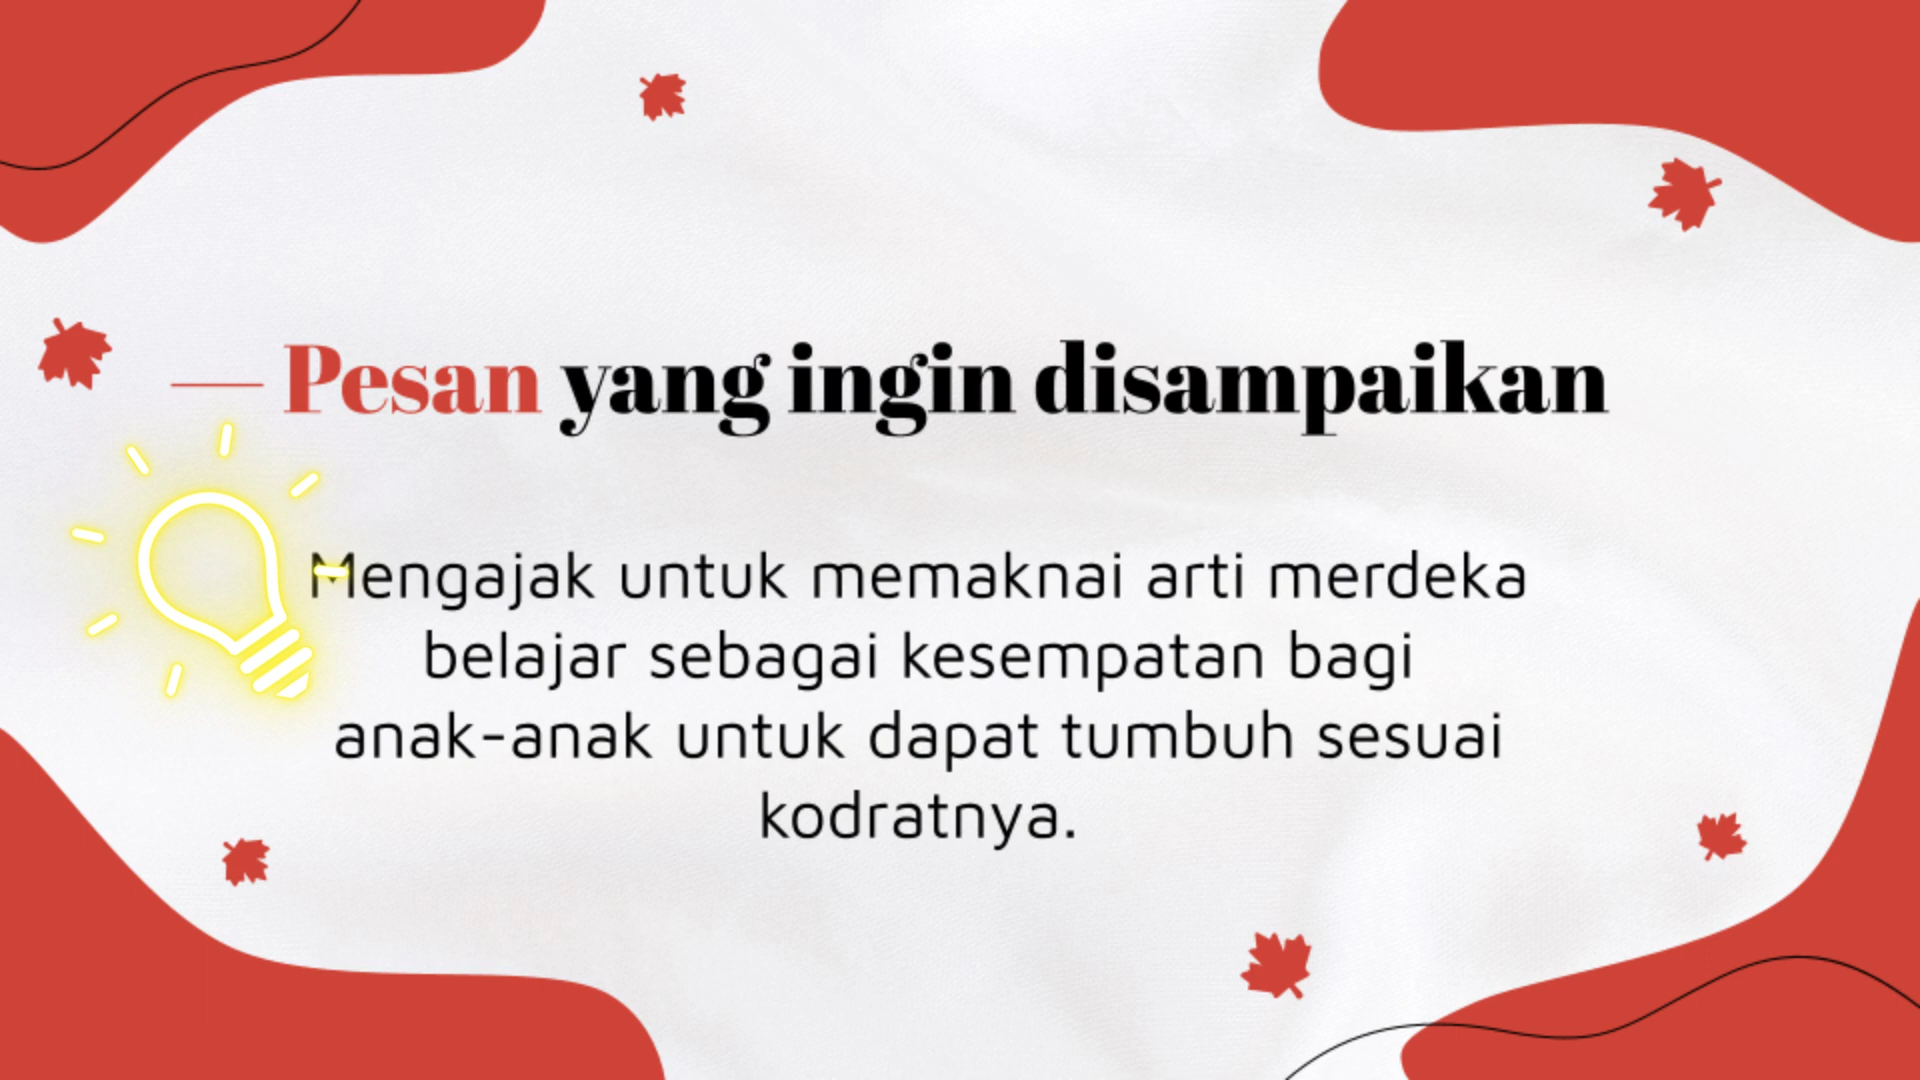 Pesan yang ingin disampaikan
Mengajak untuk memaknai arti merdeka
belajar sebagai kesempatan bagi
anak-anak untuk dapat tumbuh sesuai
kodratnya.